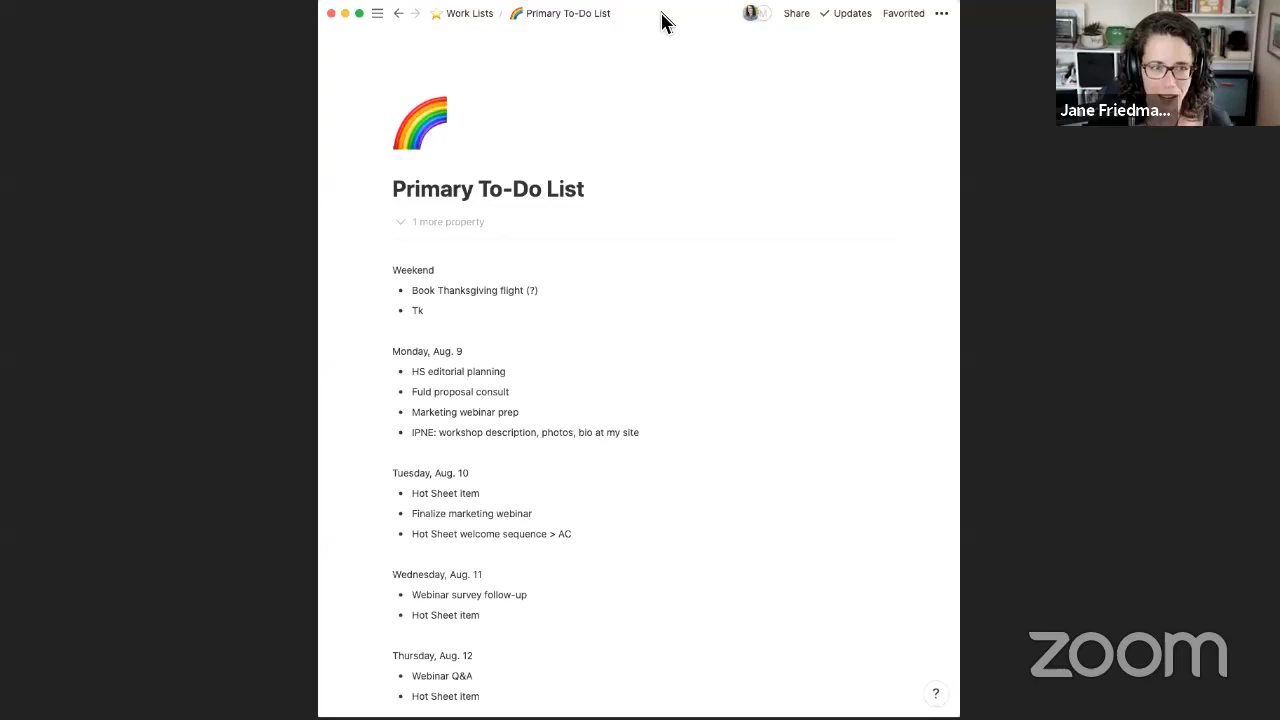 Work Lists / Primary To-Do List
M Share Updates Favorited
Jane Friedma...
Primary To-Do List
1 more property
Weekend
• Book Thanksgiving flight (?)
• Tk
Monday, Aug. 9
• HS editorial planning
• Fuld proposal consult
• Marketing webinar prep
• IPNE: workshop description, photos, bio at my site
Tuesday, Aug. 10
• Hot Sheet item
• Finalize marketing webinar
• Hot Sheet welcome sequence > AC
Wednesday, Aug. 11
• Webinar survey follow-up
• Hot Sheet item
Thursday, Aug. 12
• Webinar Q&A
• Hot Sheet item
?
zoom